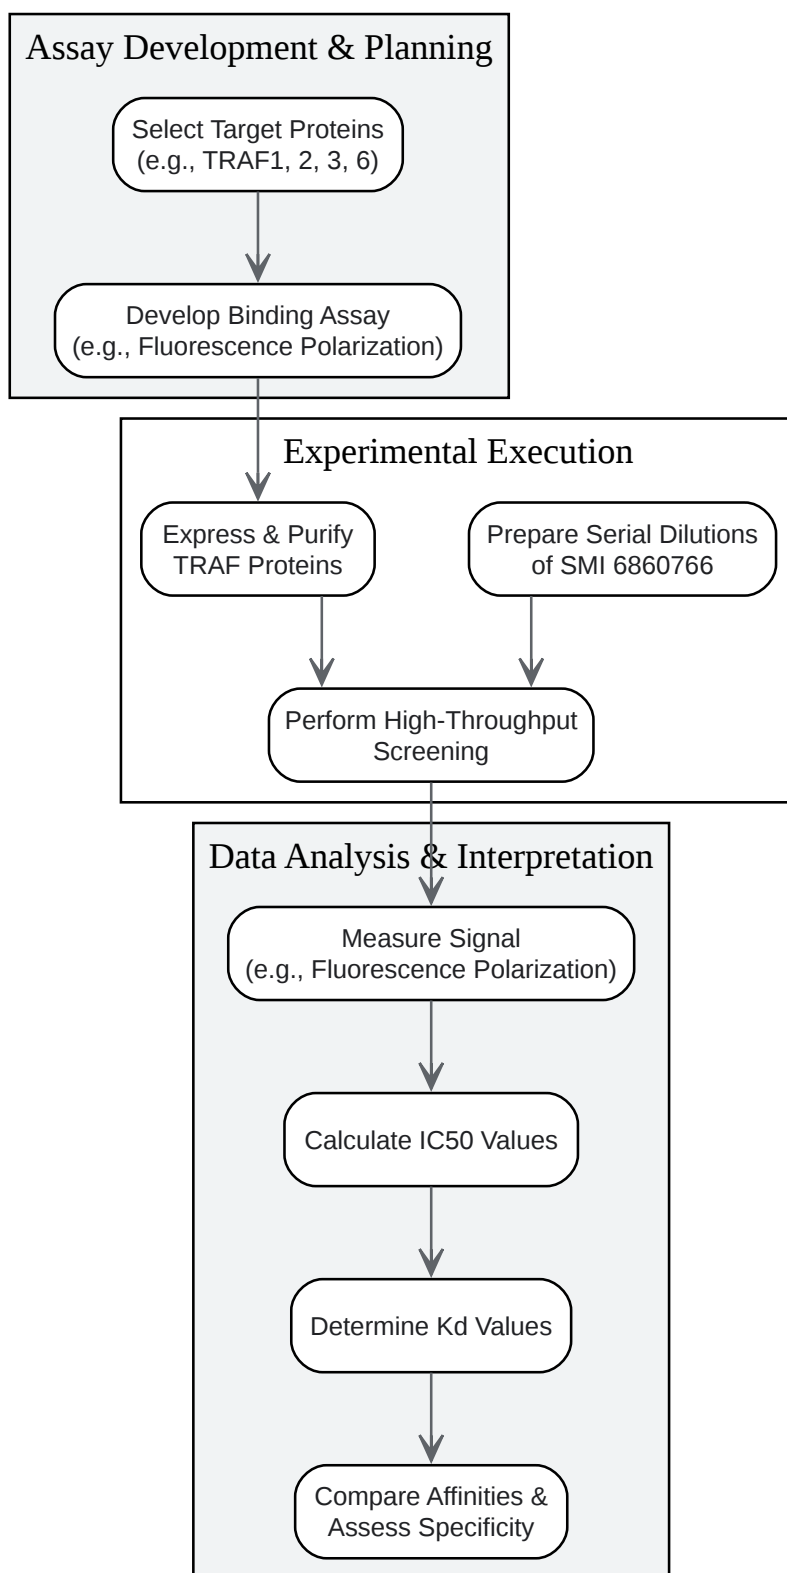 Assay Development & Planning
Select Target Proteins
(e.g., TRAF1, 2, 3, 6)
Develop Binding Assay
(e.g., Fluorescence Polarization)
Experimental Execution
Express & Purify
TRAF Proteins
Prepare Serial Dilutions
of SMI 6860766
Perform High-Throughput
Screening
Data Analysis & Interpretation
Measure Signal
(e.g., Fluorescence Polarization)
Calculate IC50 Values
Determine Kd Values
Compare Affinities &
Assess Specificity